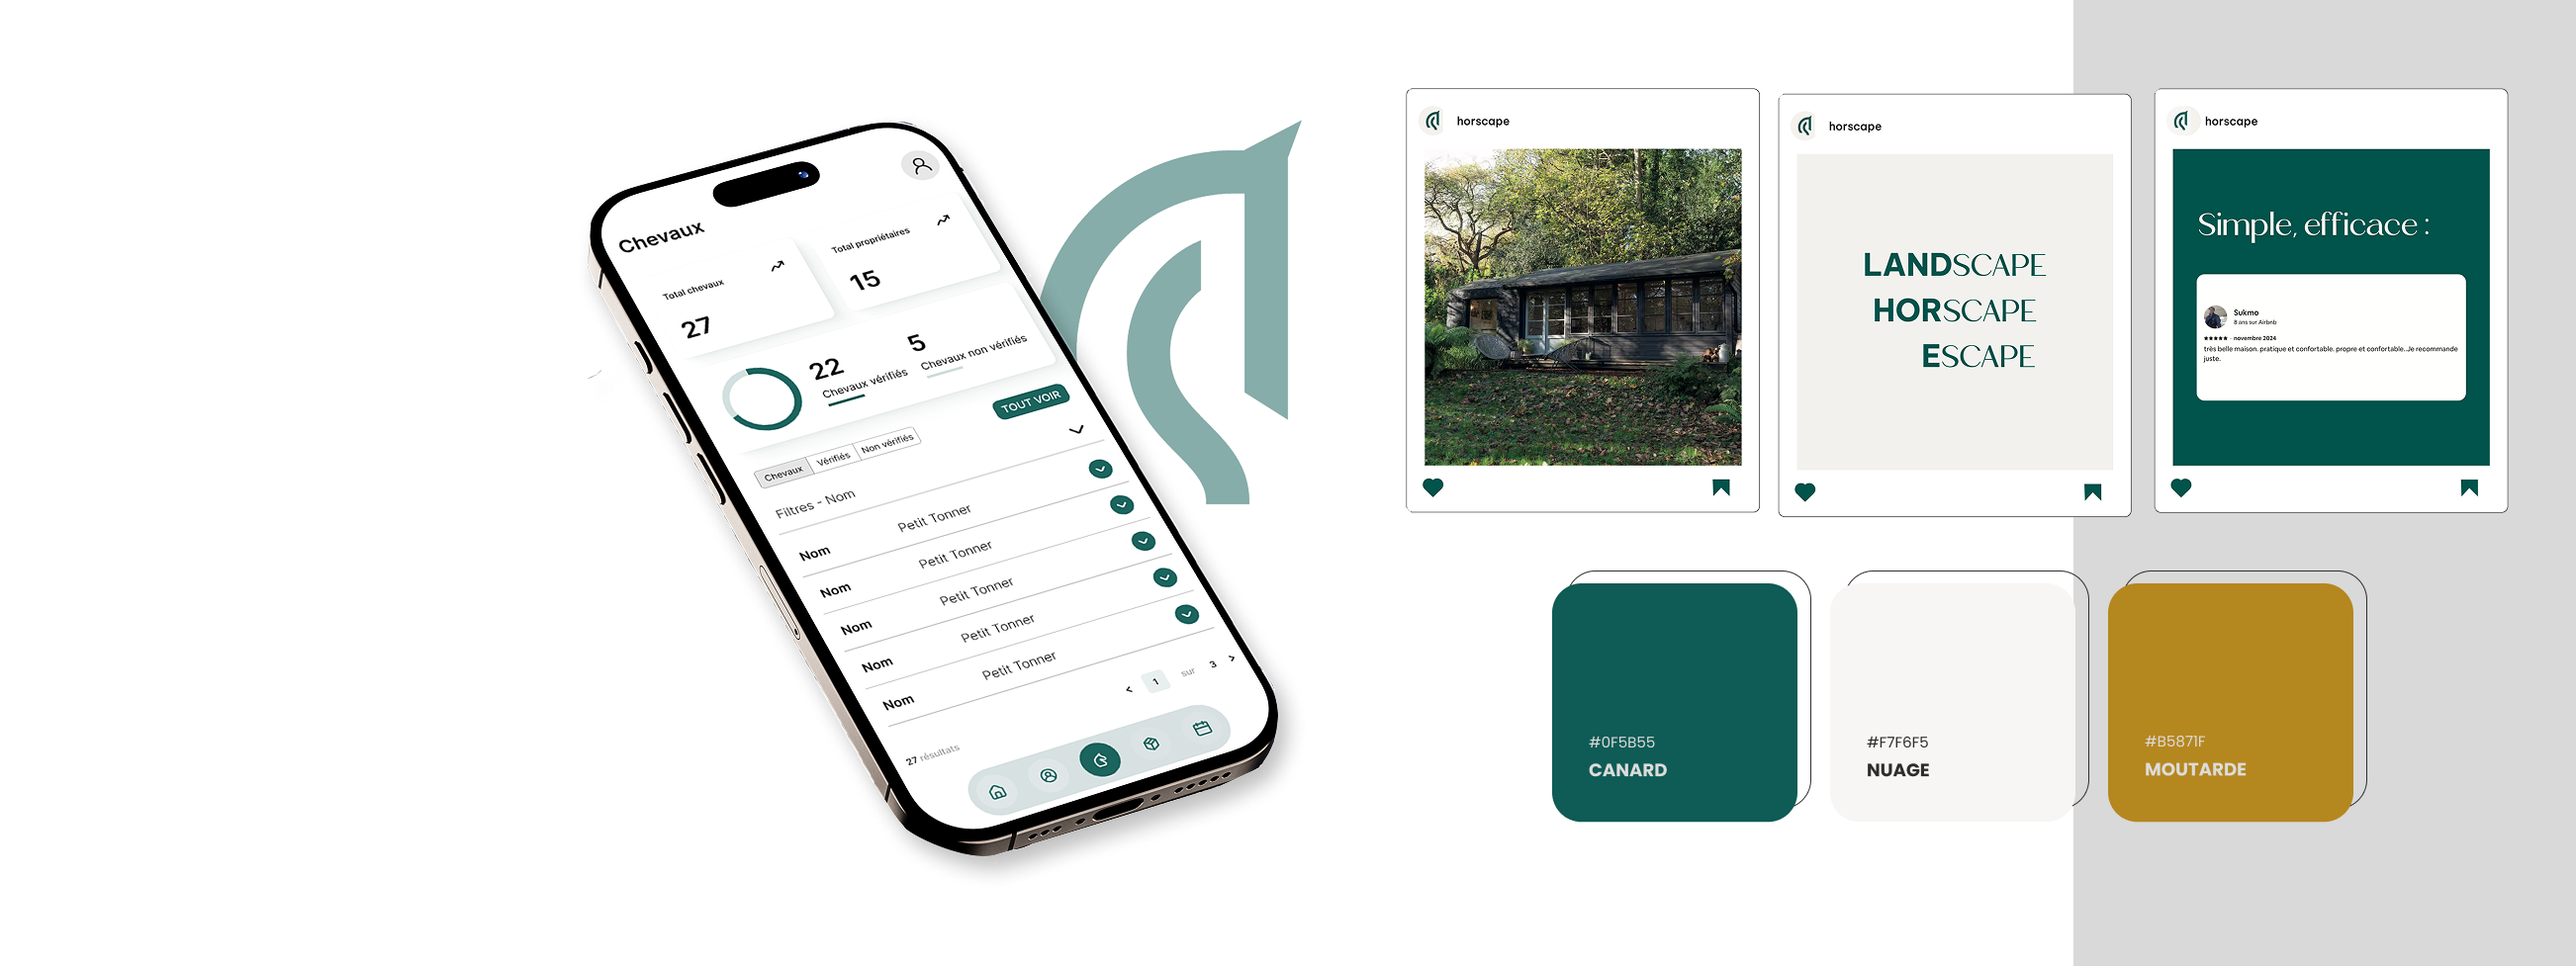 Chevaux
Total chevaux
27
Total propriétaires
15
22
Chevaux vérifiés
5
Chevaux non vérifiés
TOUT VOIR
Chevaux
Vérifiés
Non vérifiés
Filtres - Nom
Nom Petit Tonner
Nom Petit Tonner
Nom Petit Tonner
Nom Petit Tonner
Nom Petit Tonner
< 1 sur 3 >
27 résultats
horscape
horscape
LANDSCAPE
HORSCAPE
ESCAPE
horscape
Simple, efficace :
Sukmo
8 ans sur Airbnb
★★★★★ · novembre 2024
très belle maison. pratique et confortable. propre et confortable..Je recommande
juste.
#0F5B55
CANARD
#F7F6F5
NUAGE
#B5871F
MOUTARDE